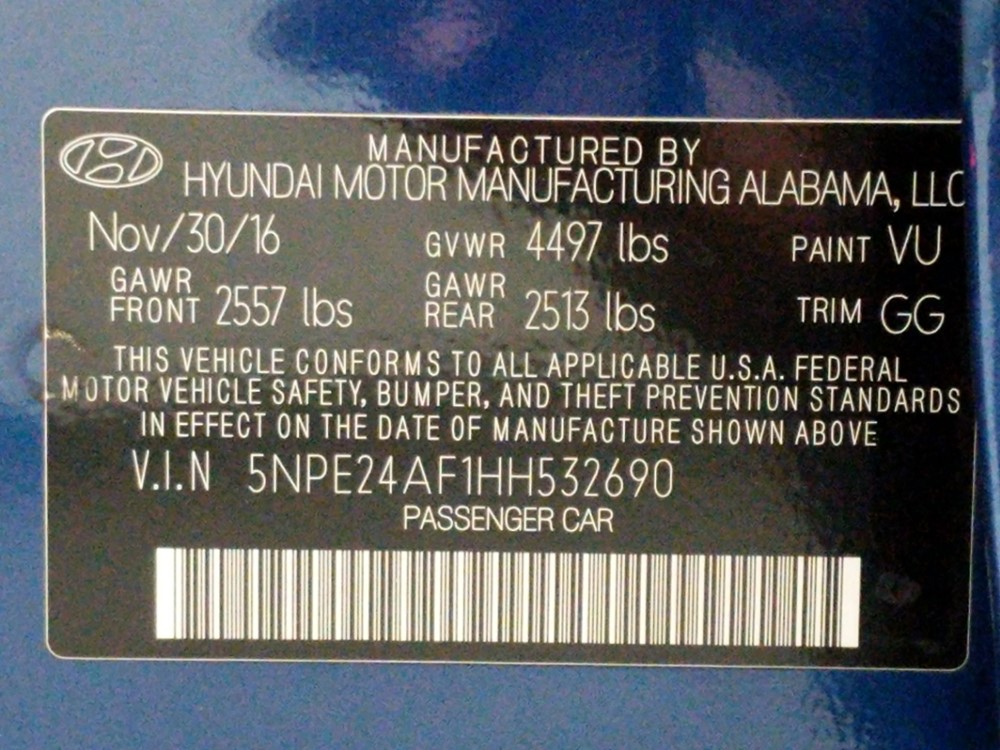 MANUFACTURED BY
HYUNDAI MOTOR MANUFACTURING ALABAMA, LLC
Nov/30/16 GVWR 4497 lbs PAINT VU
GAWR FRONT 2557 lbs GAWR REAR 2513 lbs TRIM GG
THIS VEHICLE CONFORMS TO ALL APPLICABLE U.S.A. FEDERAL
MOTOR VEHICLE SAFETY, BUMPER, AND THEFT PREVENTION STANDARDS
IN EFFECT ON THE DATE OF MANUFACTURE SHOWN ABOVE
V.I.N 5NPE24AF1HH532690
PASSENGER CAR